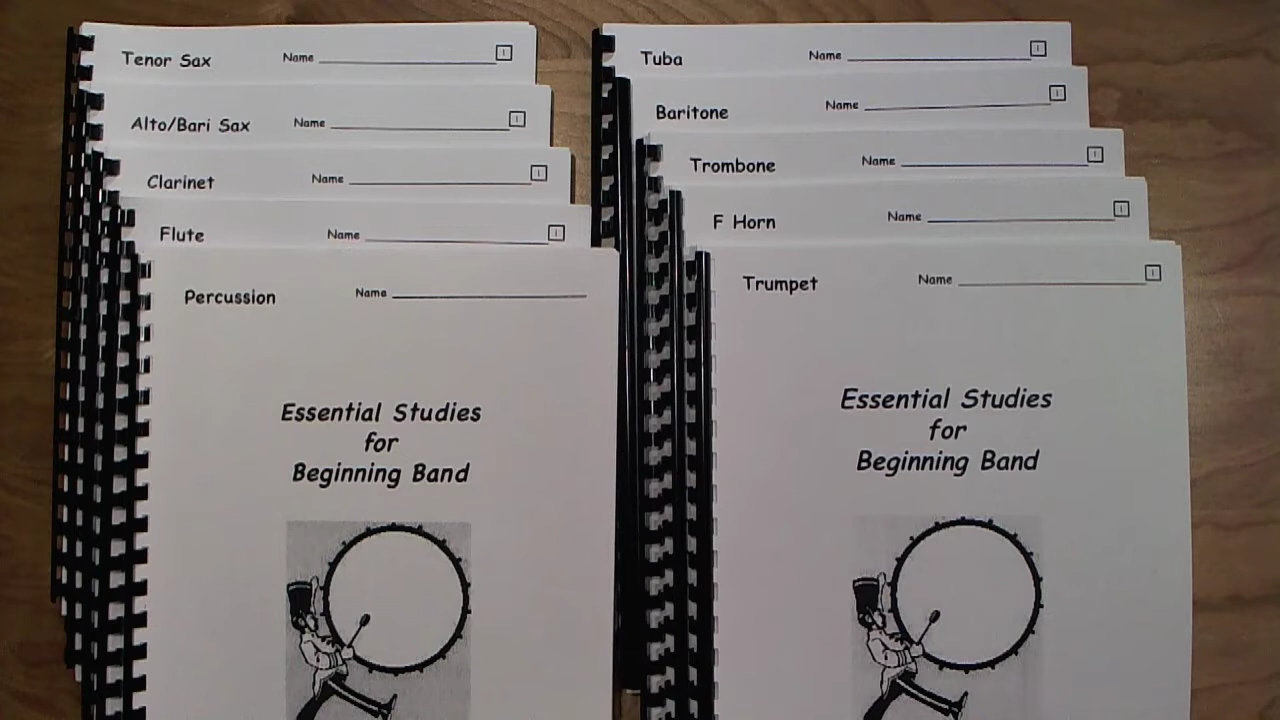 Tenor Sax Name 1
Alto/Bari Sax Name 1
Clarinet Name 1
Flute Name 1
Percussion Name
Essential Studies
for
Beginning Band
Tuba Name 1
Baritone Name 1
Trombone Name 1
F Horn Name 1
Trumpet Name 1
Essential Studies
for
Beginning Band